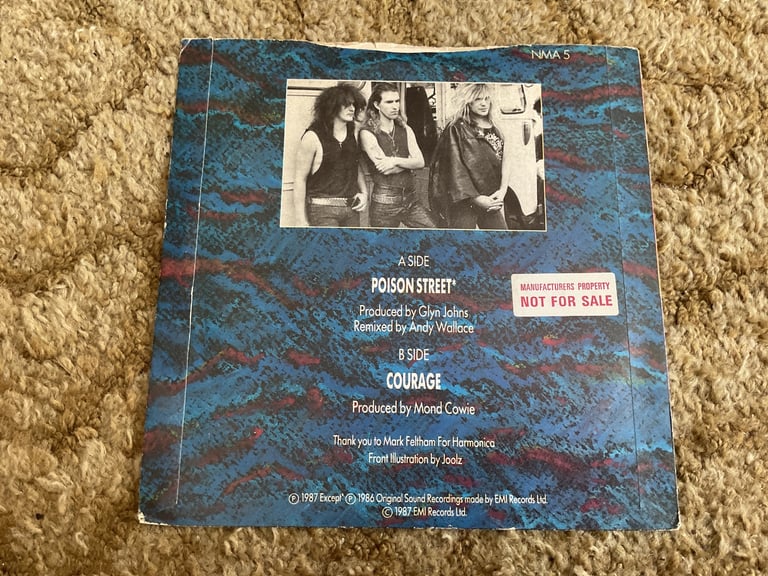 NMA 5
A SIDE
POISON STREET*
Produced by Glyn Johns
Remixed by Andy Wallace
MANUFACTURERS PROPERTY
NOT FOR SALE
B SIDE
COURAGE
Produced by Mond Cowie
Thank you to Mark Feltham For Harmonica
Front Illustration by Joolz
Ⓟ 1987 Except* Ⓟ 1986 Original Sound Recordings made by EMI Records Ltd.
© 1987 EMI Records Ltd.